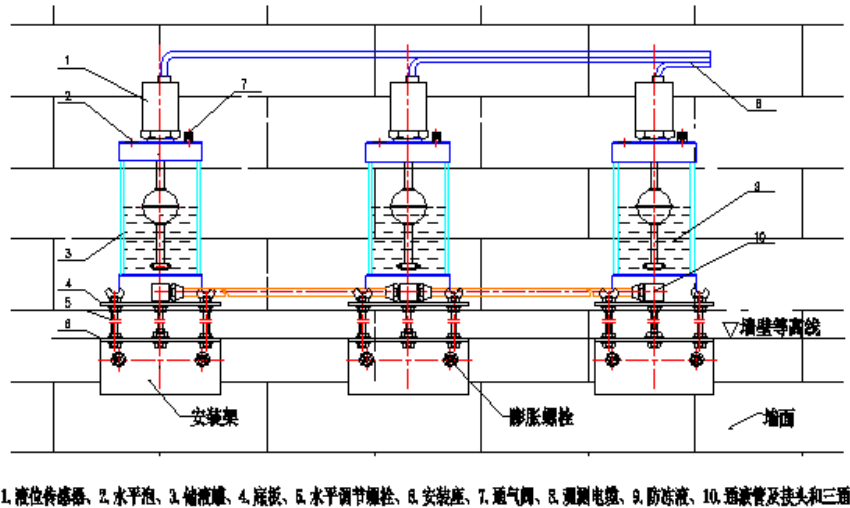 1
2
7
8
3
9
10
4
5
6
墙壁等高线
安装架
膨胀螺栓
墙面
1.液位传感器、2.水平泡、3.储液罐、4.底板、5.水平调节螺栓、6.安装座、7.通气阀、8.观测电缆、9.防冻液、10.通液管及接头和三通